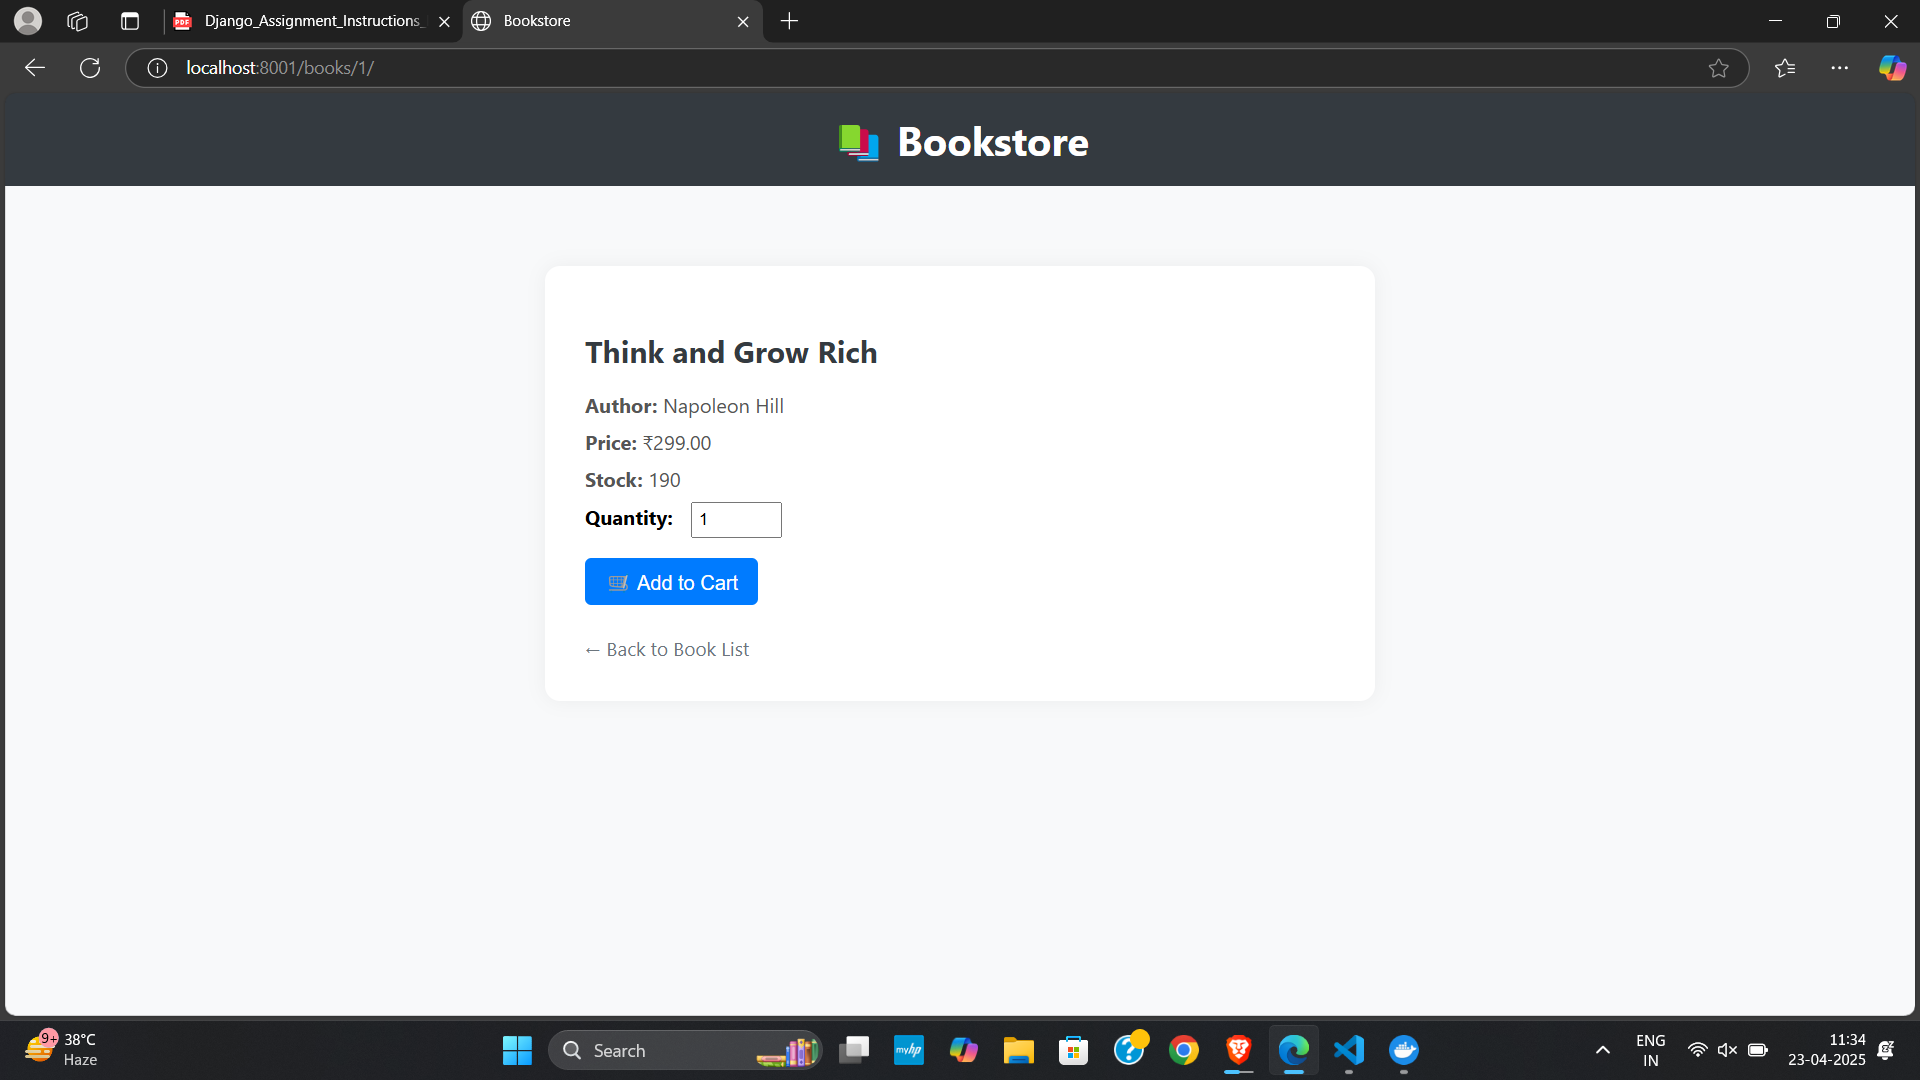 Django_Assignment_Instructions_
Bookstore
localhost:8001/books/1/
Bookstore
Think and Grow Rich
Author: Napoleon Hill
Price: ₹299.00
Stock: 190
Quantity: 1
Add to Cart
← Back to Book List
9+
38°C
Haze
Search
myhp
ENG
IN
11:34
23-04-2025